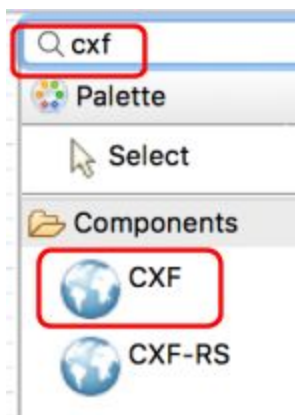 cxf
Palette
Select
Components
CXF
CXF-RS